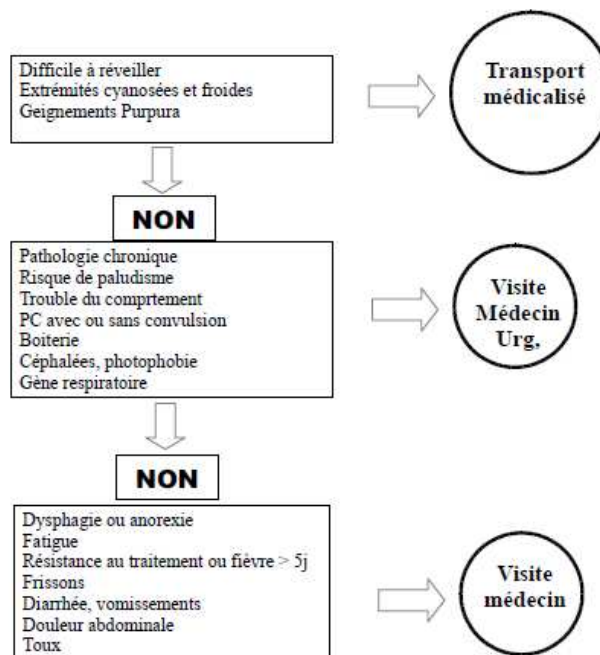 Difficile à réveiller
Extrémités cyanosées et froides
Geignements Purpura
Transport
médicalisé
NON
Pathologie chronique
Risque de paludisme
Trouble du comprtement
PC avec ou sans convulsion
Boiterie
Céphalées, photophobie
Gène respiratoire
Visite
Médecin
Urg,
NON
Dysphagie ou anorexie
Fatigue
Résistance au traitement ou fièvre > 5j
Frissons
Diarrhée, vomissements
Douleur abdominale
Toux
Visite
médecin